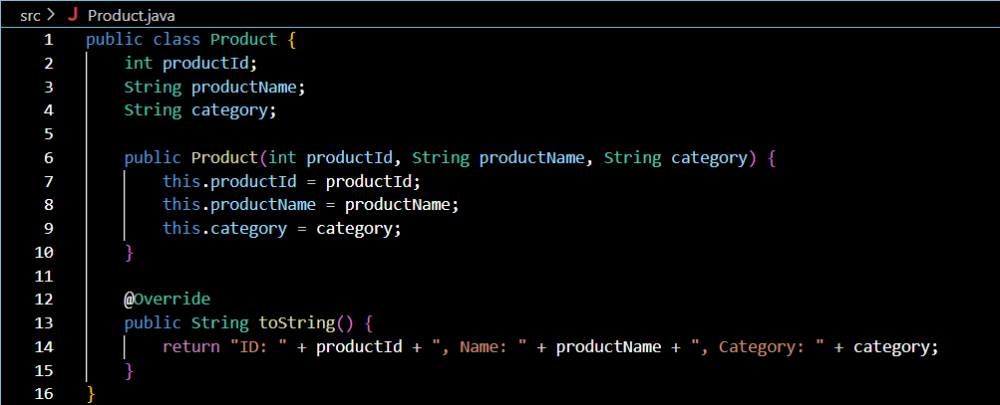 src > J Product.java
1 public class Product {
2     int productId;
3     String productName;
4     String category;
5
6     public Product(int productId, String productName, String category) {
7         this.productId = productId;
8         this.productName = productName;
9         this.category = category;
10     }
11
12     @Override
13     public String toString() {
14         return "ID: " + productId + ", Name: " + productName + ", Category: " + category;
15     }
16 }